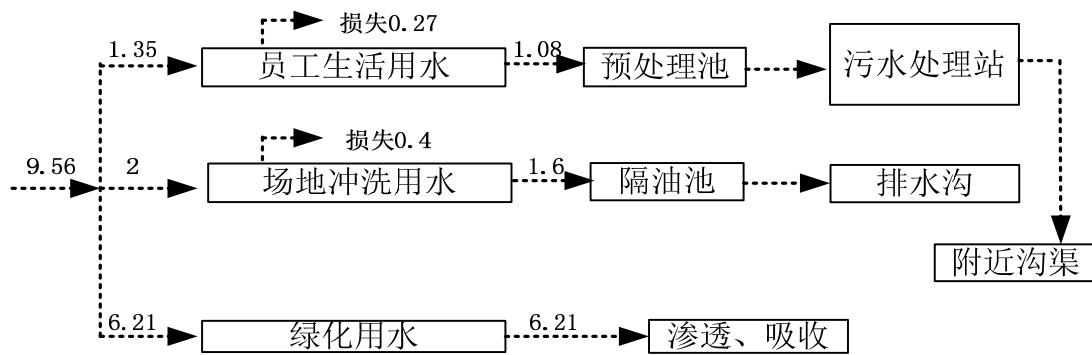 损失0.27
1.35 员工生活用水 1.08 预处理池 污水处理站
损失0.4
9.56 2 场地冲洗用水 1.6 隔油池 排水沟
附近沟渠
6.21 绿化用水 6.21 渗透、吸收